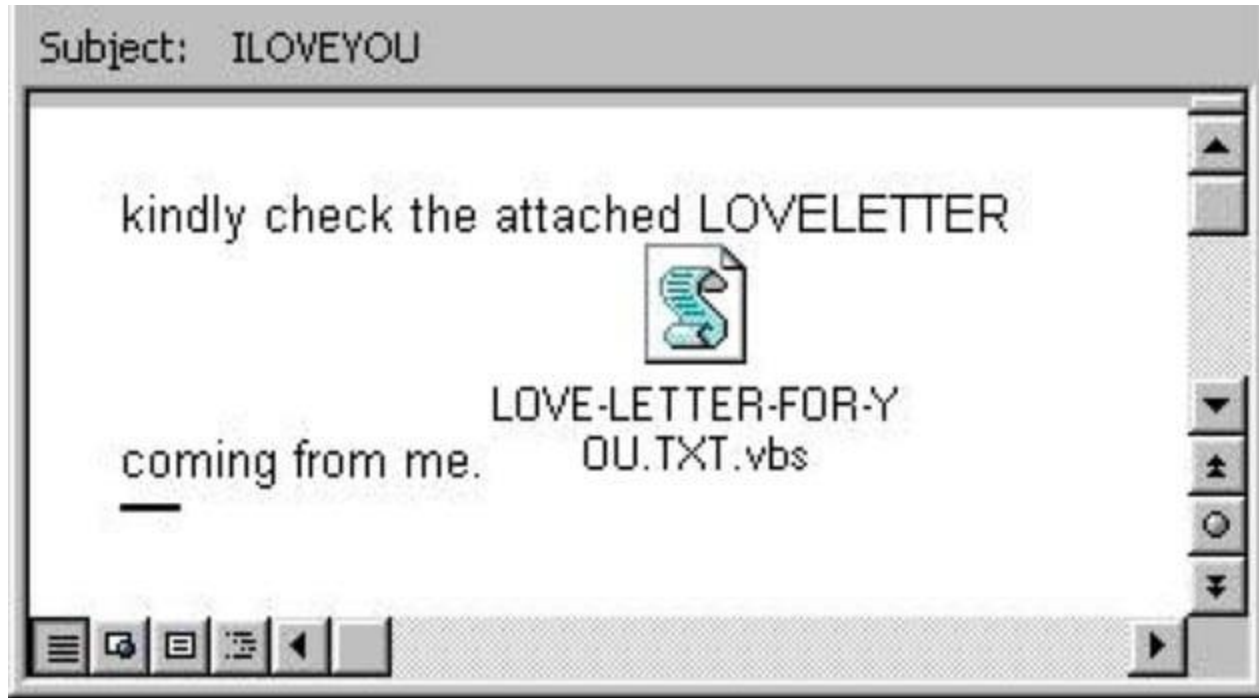 Subject: ILOVEYOU
kindly check the attached LOVELETTER
LOVE-LETTER-FOR-Y
OU.TXT.vbs
coming from me.